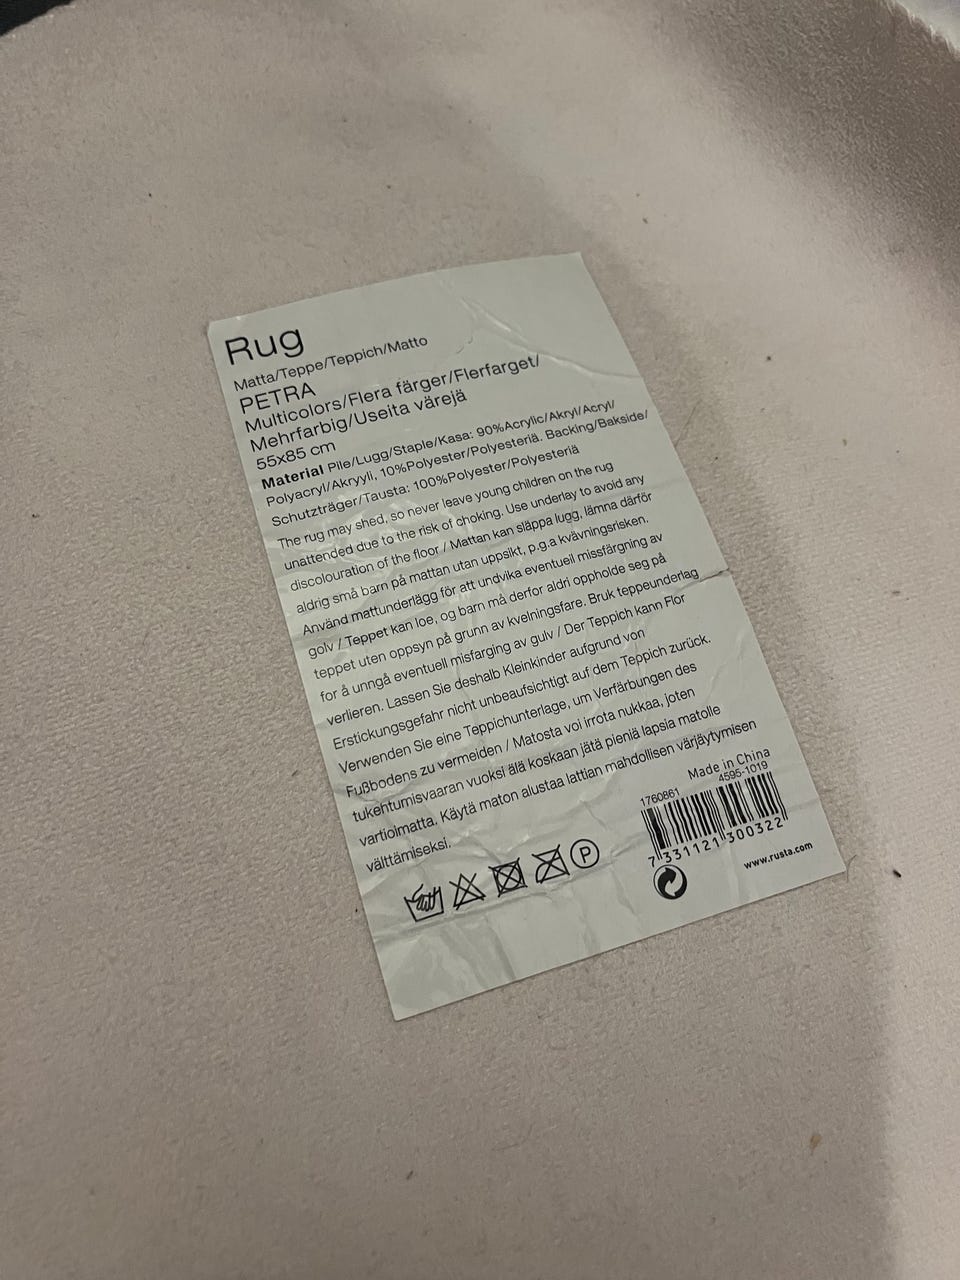 Rug
Matta/Teppe/Teppich/Matto
PETRA
Multicolors/Flera färger/Flerfarget/
Mehrfarbig/Useita värejä
55x85 cm
Material Pile/Lugg/Staple/Kasa: 90%Acrylic/Akryl/Acryl/
Polyacryl/Akryyli, 10%Polyester/Polyesteriä. Backing/Bakside/
Schutzträger/Tausta: 100%Polyester/Polyesteriä
The rug may shed, so never leave young children on the rug
unattended due to the risk of choking. Use underlay to avoid any
discolouration of the floor / Mattan kan släppa lugg, lämna därför
aldrig små barn på mattan utan uppsikt, p.g.a kvävningsrisken.
Använd mattunderlägg för att undvika eventuell missfärgning av
golv / Teppet kan loe, og barn må derfor aldri oppholde seg på
teppet uten oppsyn på grunn av kvelningsfare. Bruk teppeunderlag
for å unngå eventuell misfarging av gulv / Der Teppich kann Flor
verlieren. Lassen Sie deshalb Kleinkinder aufgrund von
Erstickungsgefahr nicht unbeaufsichtigt auf dem Teppich zurück.
Verwenden Sie eine Teppichunterlage, um Verfärbungen des
Fußbodens zu vermeiden / Matosta voi irrota nukkaa, joten
tukehtumisvaaran vuoksi älä koskaan jätä pieniä lapsia matolle
vartioimatta. Käytä maton alustaa lattian mahdollisen värjäytymisen
välttämiseksi.
Made in China
1760861 4595-1019
7 331121 300322
P
www.rusta.com